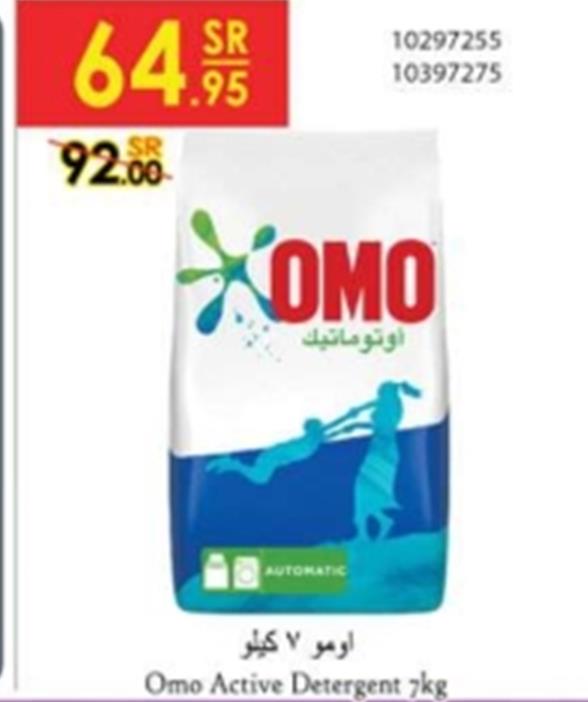 64.95 SR
10297255
10397275
92.00 SR
OMO
اوتوماتيك
AUTOMATIC
اومو ٧ كيلو
Omo Active Detergent 7kg